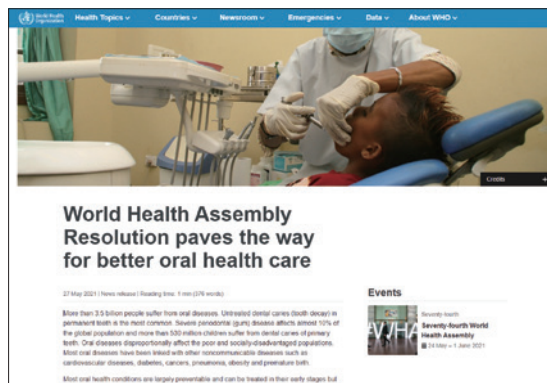 World Health
Organization
Health Topics
Countries
Newsroom
Emergencies
Data
About WHO
Credits
World Health Assembly
Resolution paves the way
for better oral health care
27 May 2021 | News release | Reading time: 1 min (376 words)
More than 3.5 billion people suffer from oral diseases. Untreated dental caries (tooth decay) in
permanent teeth is the most common. Severe periodontal (gum) disease affects almost 10% of
the global population and more than 530 million children suffer from dental caries of primary
teeth. Oral diseases disproportionally affect the poor and socially-disadvantaged populations.
Most oral diseases have been linked with other noncommunicable diseases such as
cardiovascular diseases, diabetes, cancers, pneumonia, obesity and premature birth.
Most oral health conditions are largely preventable and can be treated in their early stages but
Events
#WHA
Seventy-fourth
Seventy-fourth World
Health Assembly
24 May – 1 June 2021